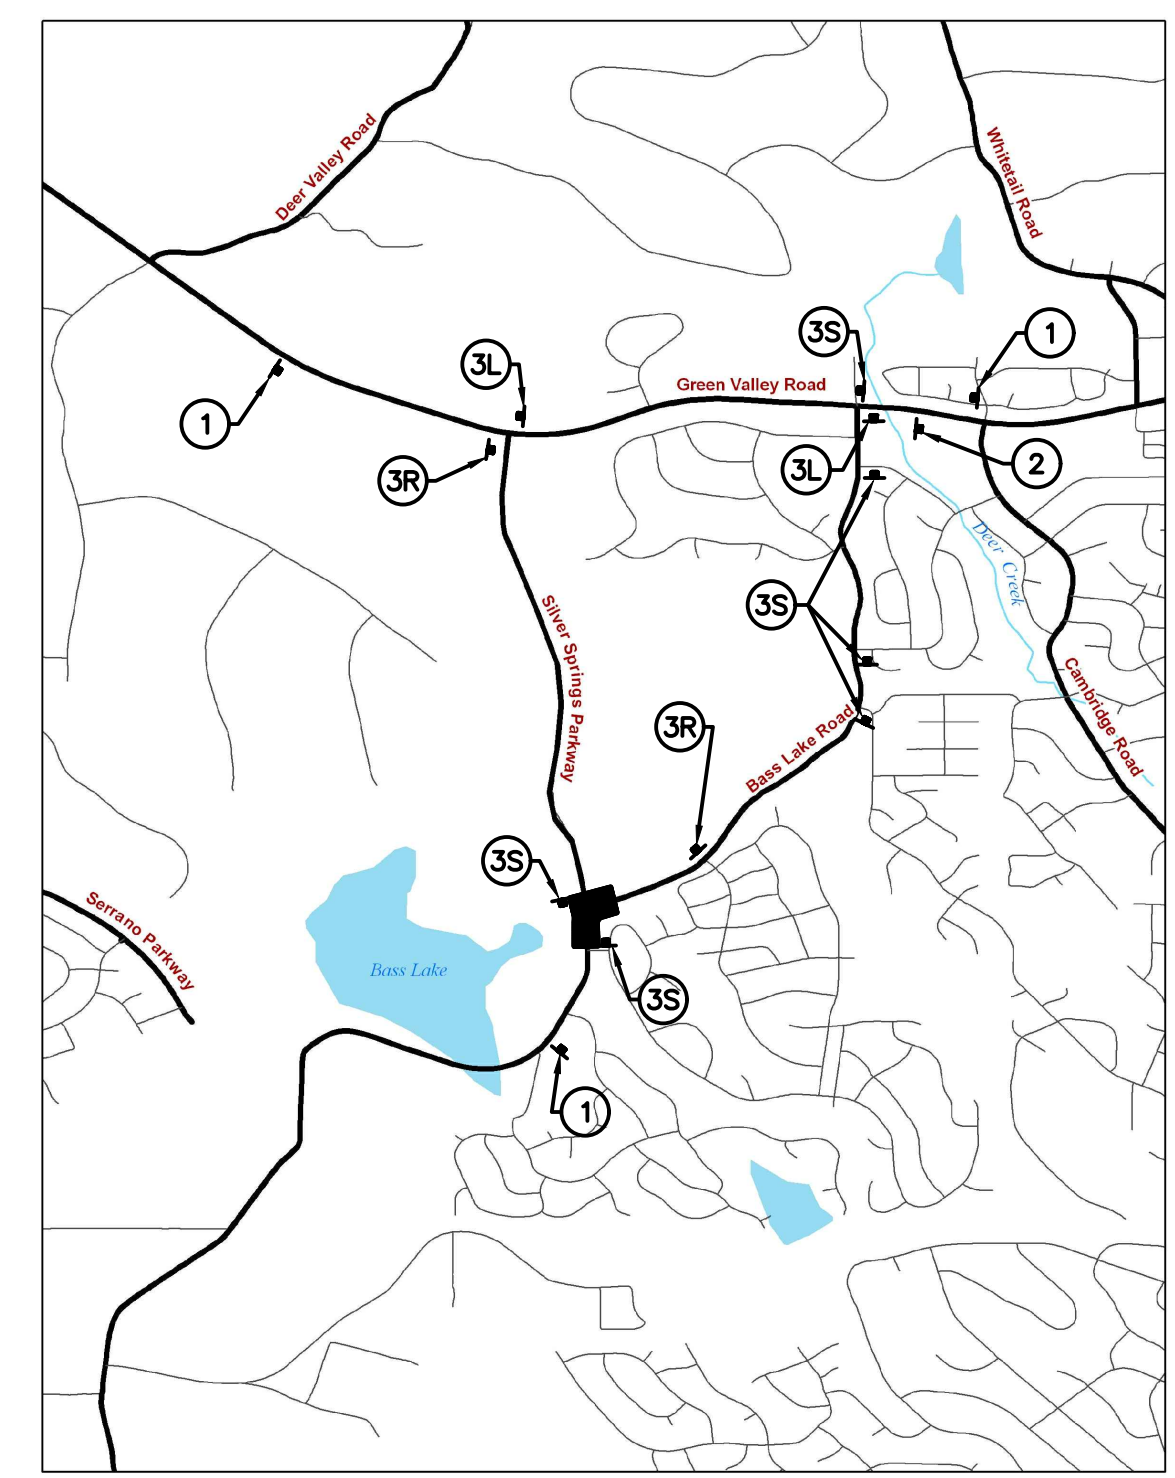 Deer Valley Road
Whitetail Road
3S
1
3L
Green Valley Road
1
3R
3L
2
Deer Creek
3S
Silver Springs Parkway
Cambridge Road
3R
Bass Lake Road
3S
Serrano Parkway
Bass Lake
3S
1